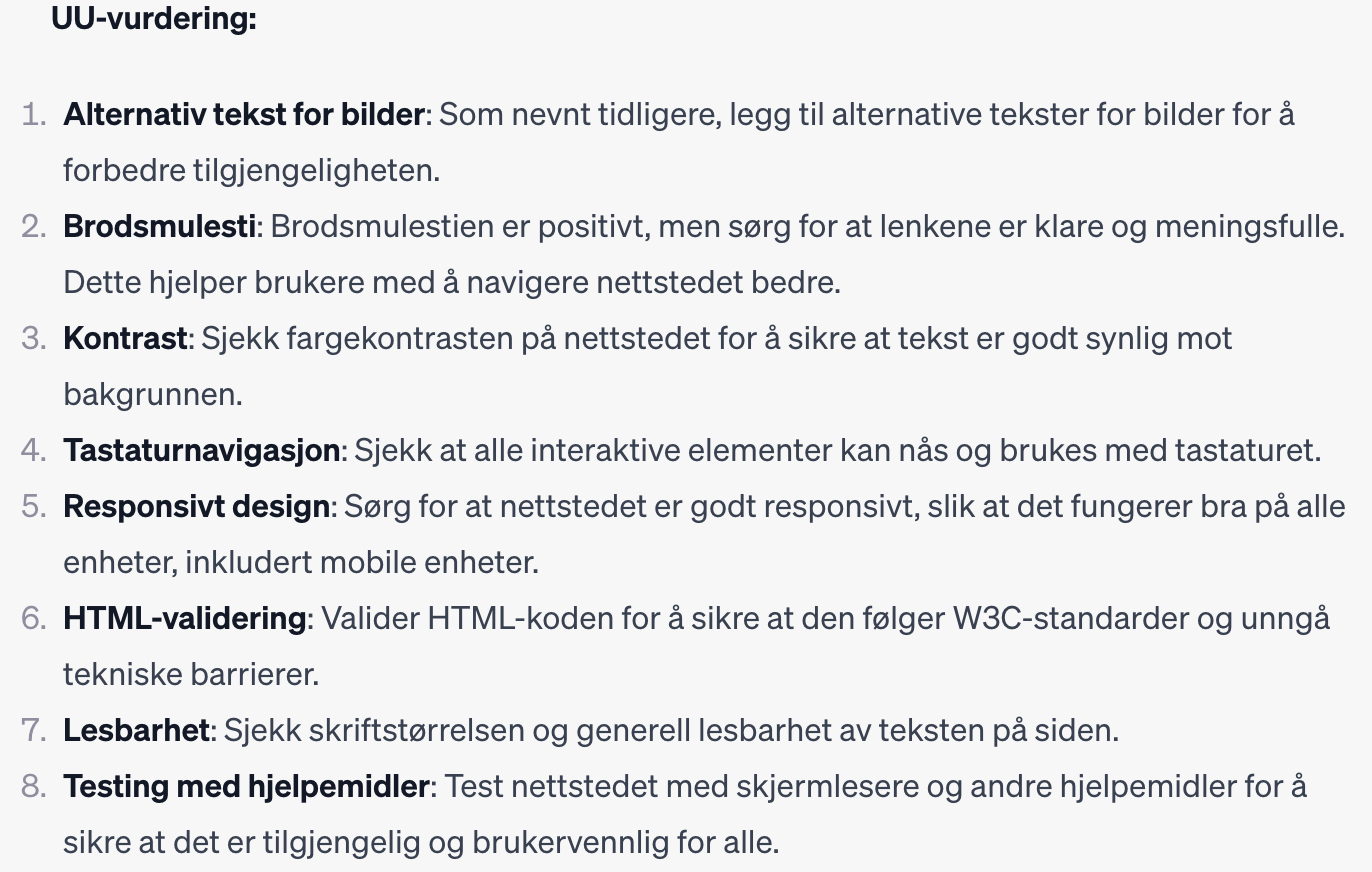 UU-vurdering:
1. Alternativ tekst for bilder: Som nevnt tidligere, legg til alternative tekster for bilder for å
forbedre tilgjengeligheten.
2. Brodsmulesti: Brodsmulestien er positivt, men sørg for at lenkene er klare og meningsfulle.
Dette hjelper brukere med å navigere nettstedet bedre.
3. Kontrast: Sjekk fargekontrasten på nettstedet for å sikre at tekst er godt synlig mot
bakgrunnen.
4. Tastaturnavigasjon: Sjekk at alle interaktive elementer kan nås og brukes med tastaturet.
5. Responsivt design: Sørg for at nettstedet er godt responsivt, slik at det fungerer bra på alle
enheter, inkludert mobile enheter.
6. HTML-validering: Valider HTML-koden for å sikre at den følger W3C-standarder og unngå
tekniske barrierer.
7. Lesbarhet: Sjekk skriftstørrelsen og generell lesbarhet av teksten på siden.
8. Testing med hjelpemidler: Test nettstedet med skjermlesere og andre hjelpemidler for å
sikre at det er tilgjengelig og brukervennlig for alle.